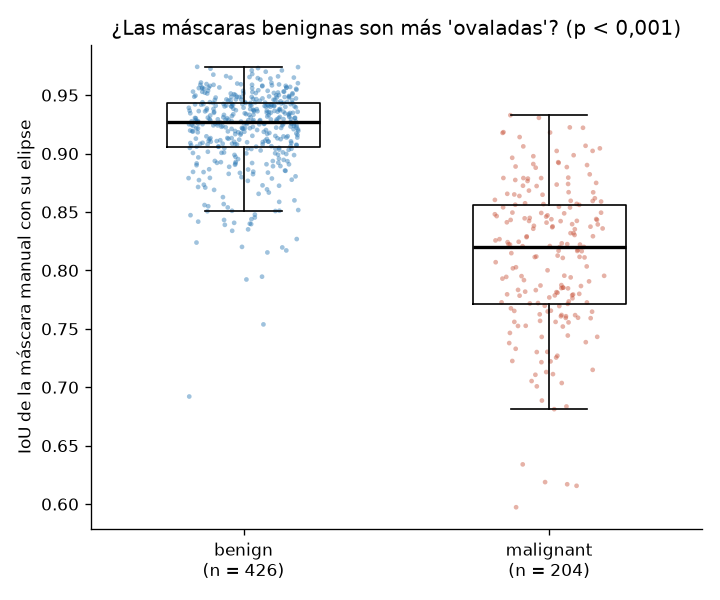 ¿Las máscaras benignas son más 'ovaladas'? (p < 0,001)
IoU de la máscara manual con su elipse
0.95
0.90
0.85
0.80
0.75
0.70
0.65
0.60
benign
(n = 426)
malignant
(n = 204)